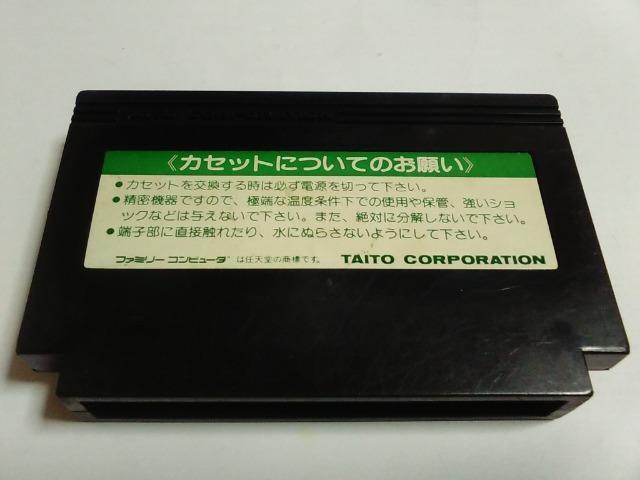 TAITO CORPORATION
《カセットについてのお願い》
●カセットを交換する時は必ず電源を切って下さい。
●精密機器ですので、極端な温度条件下での使用や保管、強いショ
ックなどは与えないで下さい。また、絶対に分解しないで下さい。
●端子部に直接触れたり、水にぬらさないようにして下さい。
ファミリー コンピュータ™ は任天堂の商標です。 TAITO CORPORATION